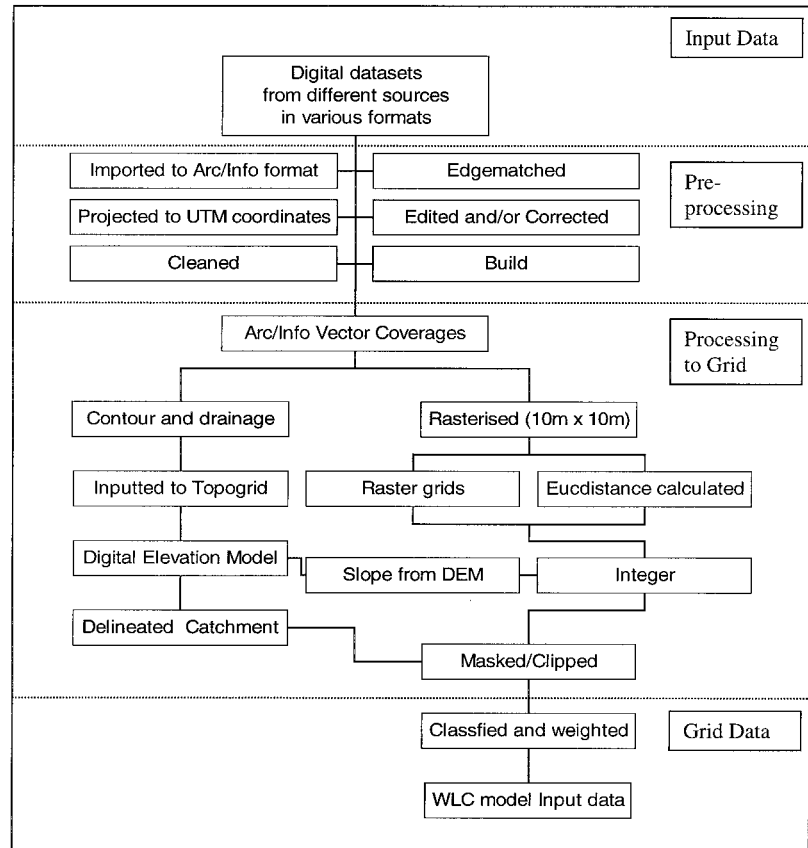 Input Data
Digital datasets
from different sources
in various formats
Imported to Arc/Info format
Edgematched
Pre-
processing
Projected to UTM coordinates
Edited and/or Corrected
Cleaned
Build
Arc/Info Vector Coverages
Processing
to Grid
Contour and drainage
Rasterised (10m x 10m)
Inputted to Topogrid
Raster grids
Eucdistance calculated
Digital Elevation Model
Slope from DEM
Integer
Delineated Catchment
Masked/Clipped
Classfied and weighted
Grid Data
WLC model Input data